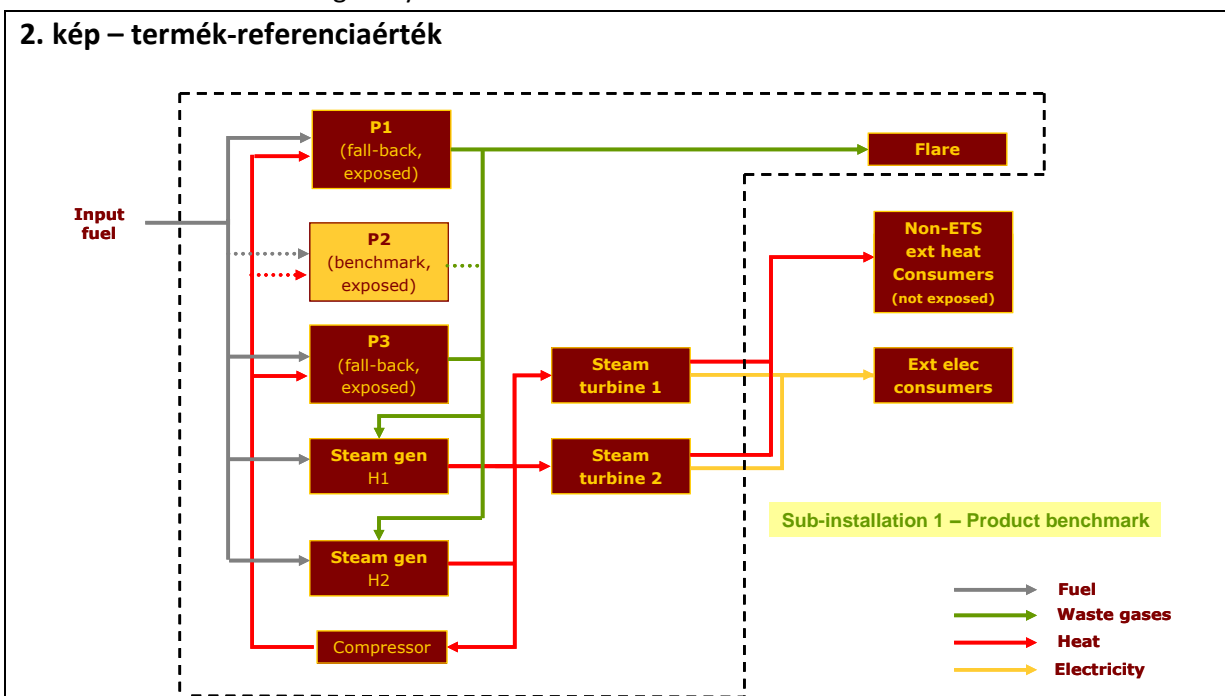 2. kép – termék-referenciaérték
P1
(fall-back,
exposed)
Flare
Input
fuel
P2
(benchmark,
exposed)
Non-ETS
ext heat
Consumers
(not exposed)
P3
(fall-back,
exposed)
Steam
turbine 1
Ext elec
consumers
Steam gen
H1
Steam
turbine 2
Sub-installation 1 – Product benchmark
Steam gen
H2
Fuel
Waste gases
Heat
Electricity
Compressor